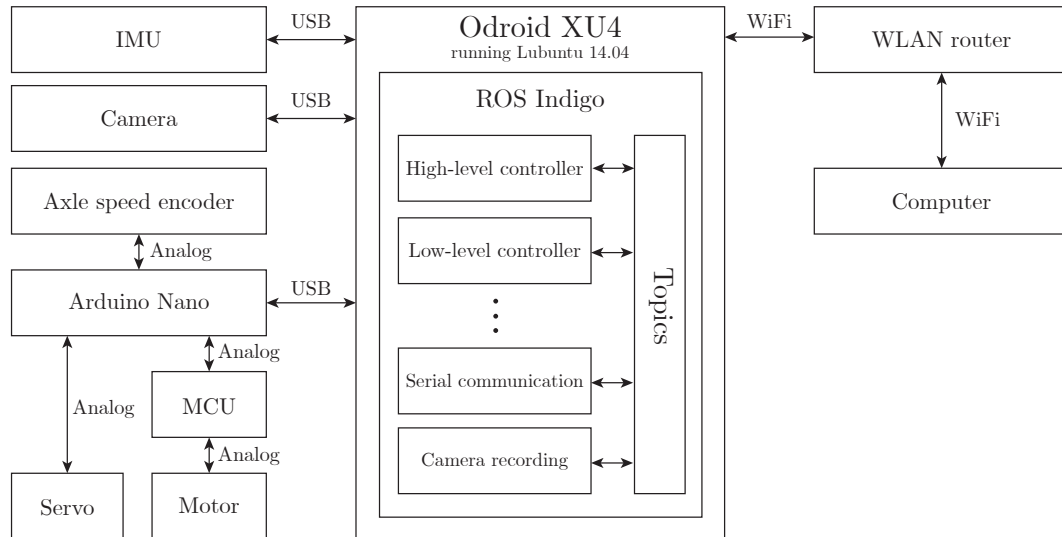 IMU
USB
Camera
USB
Axle speed encoder
Analog
Arduino Nano
USB
Analog
MCU
Analog
Analog
Servo
Motor
Odroid XU4
running Lubuntu 14.04
ROS Indigo
High-level controller
Low-level controller
Serial communication
Camera recording
Topics
WiFi
WLAN router
WiFi
Computer